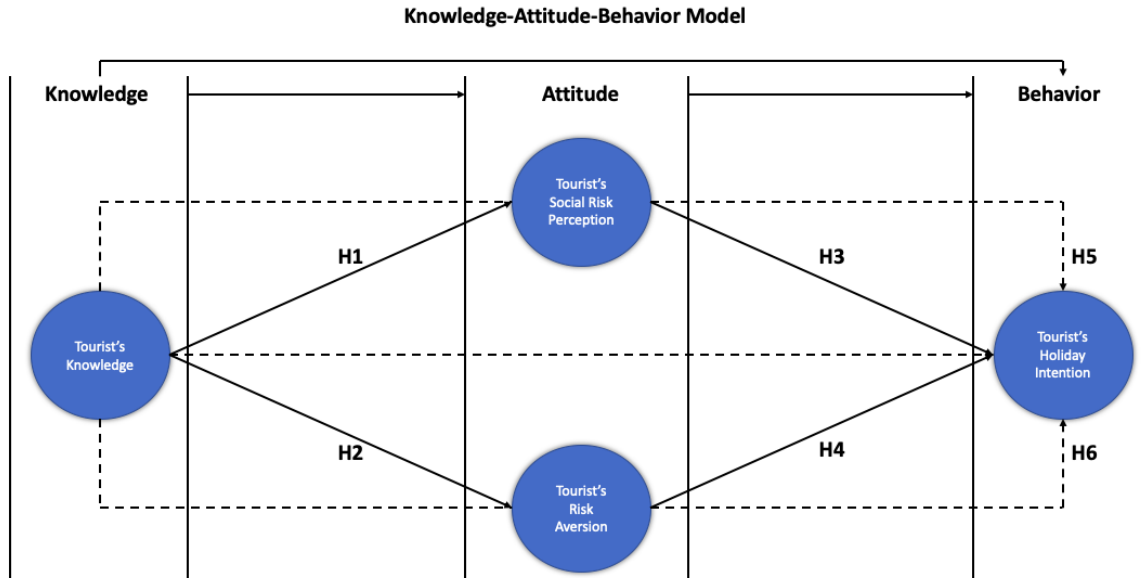 Knowledge-Attitude-Behavior Model
Knowledge
Attitude
Behavior
Tourist's
Social Risk
Perception
H1
H3
H5
Tourist's
Knowledge
Tourist's
Holiday
Intention
H2
H4
H6
Tourist's
Risk
Aversion